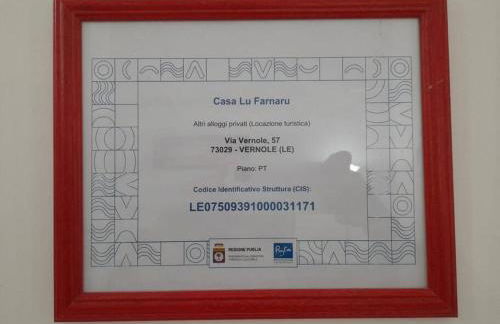 Casa Lu Farnaru
Altri alloggi privati (Locazione turistica)
Via Vernole, 57
73029 - VERNOLE (LE)
Piano: PT
Codice Identificativo Struttura (CIS):
LE07509391000031171
REGIONE PUGLIA